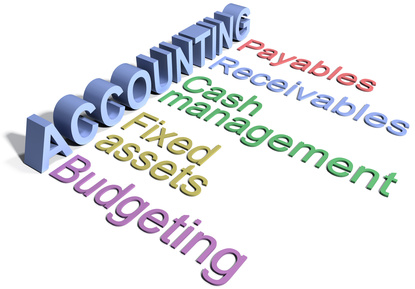 ACCOUNTING
Payables
Receivables
Cash
management
Fixed
assets
Budgeting